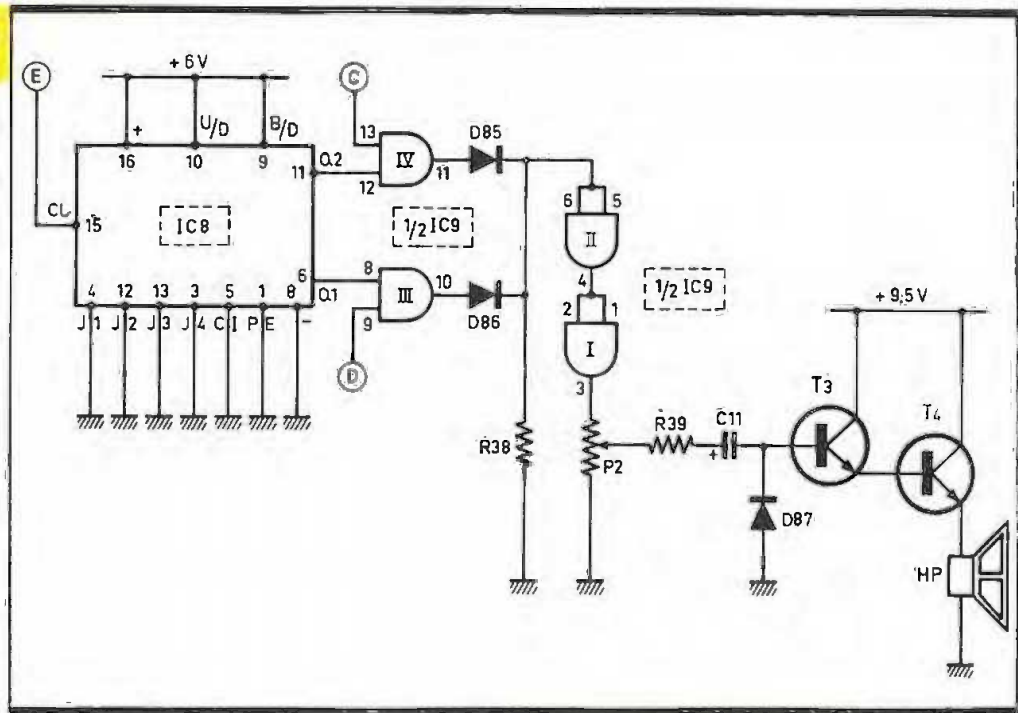 + 6V
E
C
+
U/D
B/D
16
10
9
Q.2
11
13
12
IV
11
D85
CL
15
IC8
1/2 IC9
6
5
II
4
1/2 IC9
6
Q.1
8
9
III
10
D86
D
2
1
I
3
4
12
13
3
5
1
8
J1
J2
J3
J4
CI
PE
-
+ 9,5V
T3
T4
R38
P2
R39
C11
+
D87
HP